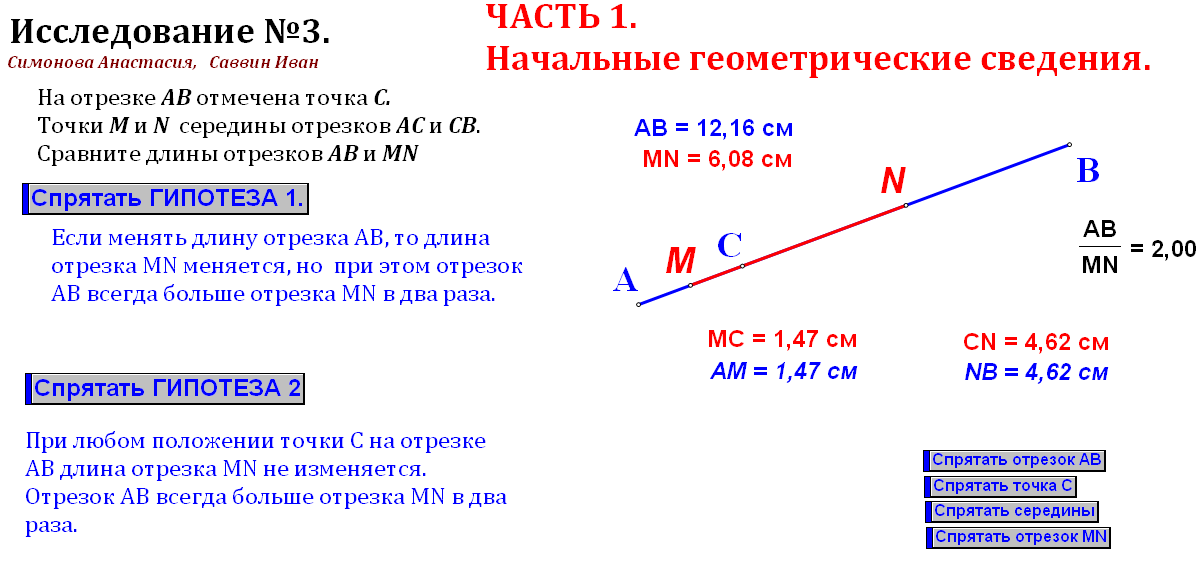 Исследование №3.
Симонова Анастасия, Саввин Иван
ЧАСТЬ 1.
Начальные геометрические сведения.
На отрезке AB отмечена точка C.
Точки M и N середины отрезков AC и CB.
Сравните длины отрезков AB и MN
Спрятать ГИПОТЕЗА 1.
Если менять длину отрезка AB, то длина
отрезка MN меняется, но при этом отрезок
AB всегда больше отрезка MN в два раза.
Спрятать ГИПОТЕЗА 2
При любом положении точки C на отрезке
AB длина отрезка MN не изменяется.
Отрезок AB всегда больше отрезка MN в два
раза.
AB = 12,16 см
MN = 6,08 см
A
M
C
N
B
AB
MN
= 2,00
MC = 1,47 см
AM = 1,47 см
CN = 4,62 см
NB = 4,62 см
Спрятать отрезок AB
Спрятать точка C
Спрятать середины
Спрятать отрезок MN